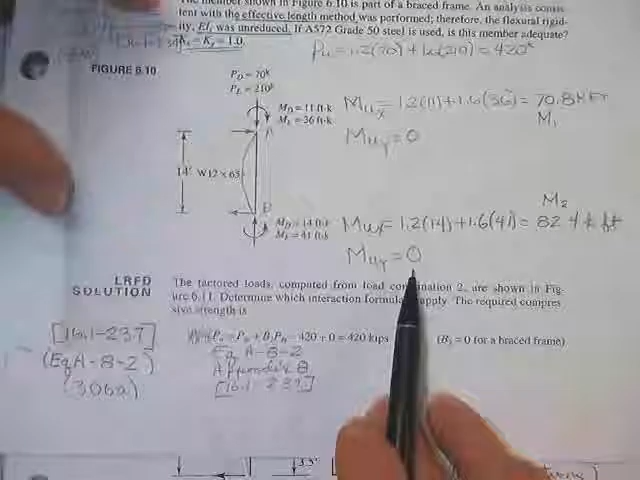 The member shown in Figure 6.10 is part of a braced frame. An analysis consis-
tent with the effective length method was performed; therefore, the flexural rigid-
ity, EI, was unreduced. If A572 Grade 50 steel is used, is this member adequate?
Kx = Ky = 1.0.
Pu = 1.2(70) + 1.6(210) = 420k
FIGURE 6.10
PD = 70k
PL = 210k
MD = 11 ft-k
ML = 36 ft-k
Mux = 1.2(11) + 1.6(36) = 70.8 k ft
M1
MuY = 0
A
14' W12 × 65
B
MD = 14 ft-k
ML = 41 ft-k
M2
Mux = 1.2(14) + 1.6(41) = 82.4 k ft
MuY = 0
LRFD
SOLUTION
The factored loads, computed from load combination 2, are shown in Fig-
ure 6.11. Determine which interaction formula apply. The required compres-
sive strength is
Pr = Pnt + B2Plt = 420 + 0 = 420 kips (B2 = 0 for a braced frame)
[16.1-237]
(Eq A-8-2)
(306a)
Eq A-8-2
Appendix 8
[16.1-237]
3.5"